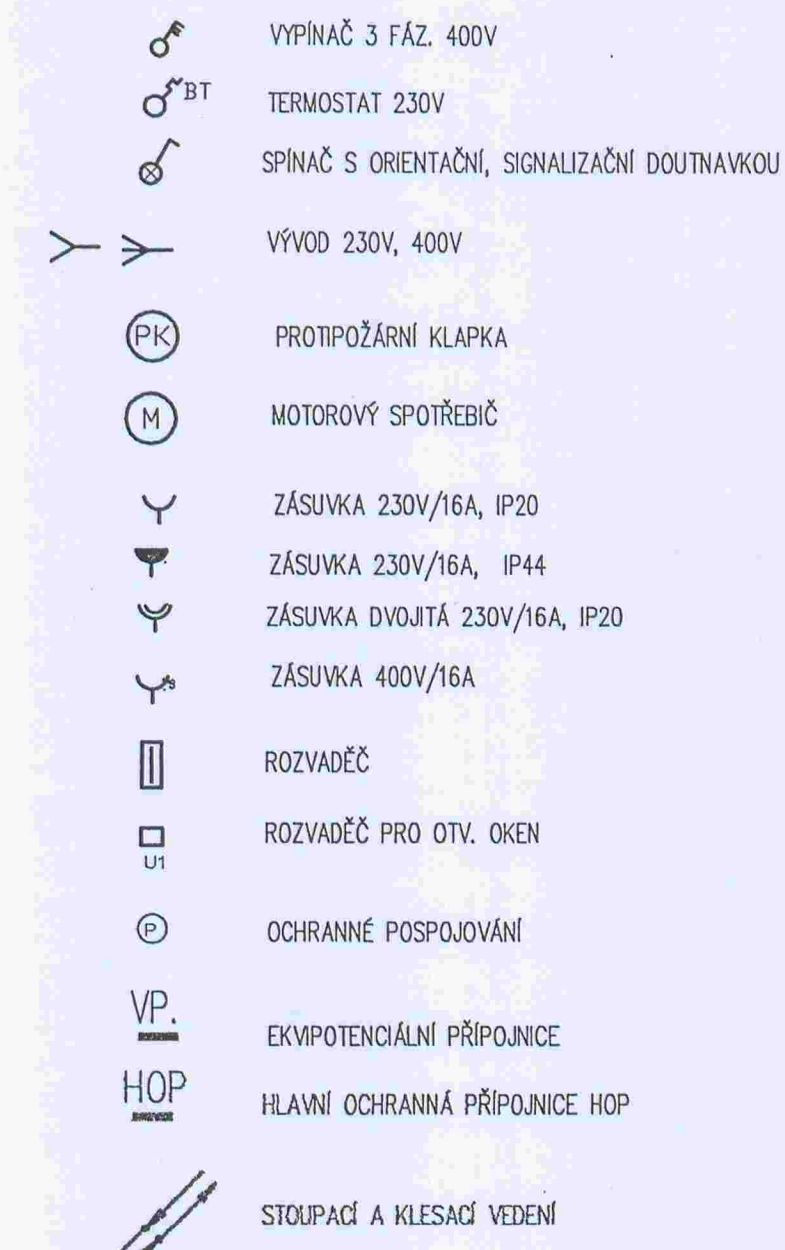 VYPÍNAČ 3 FÁZ. 400V
BT TERMOSTAT 230V
SPÍNAČ S ORIENTAČNÍ, SIGNALIZAČNÍ DOUTNAVKOU
VÝVOD 230V, 400V
PK PROTIPOŽÁRNÍ KLAPKA
M MOTOROVÝ SPOTŘEBIČ
ZÁSUVKA 230V/16A, IP20
ZÁSUVKA 230V/16A, IP44
ZÁSUVKA DVOJITÁ 230V/16A, IP20
ZÁSUVKA 400V/16A
ROZVADĚČ
ROZVADĚČ PRO OTV. OKEN
U1
P OCHRANNÉ POSPOJOVÁNÍ
VP.
EKVIPOTENCIÁLNÍ PŘÍPOJNICE
HOP
HLAVNÍ OCHRANNÁ PŘÍPOJNICE HOP
STOUPACÍ A KLESACÍ VEDENÍ